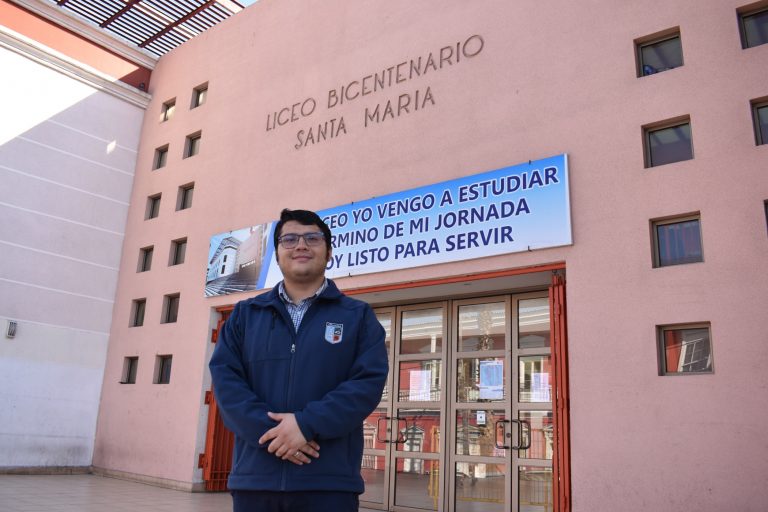 LICEO BICENTENARIO
SANTA MARIA
CEO YO VENGO A ESTUDIAR
RMINO DE MI JORNADA
OY LISTO PARA SERVIR